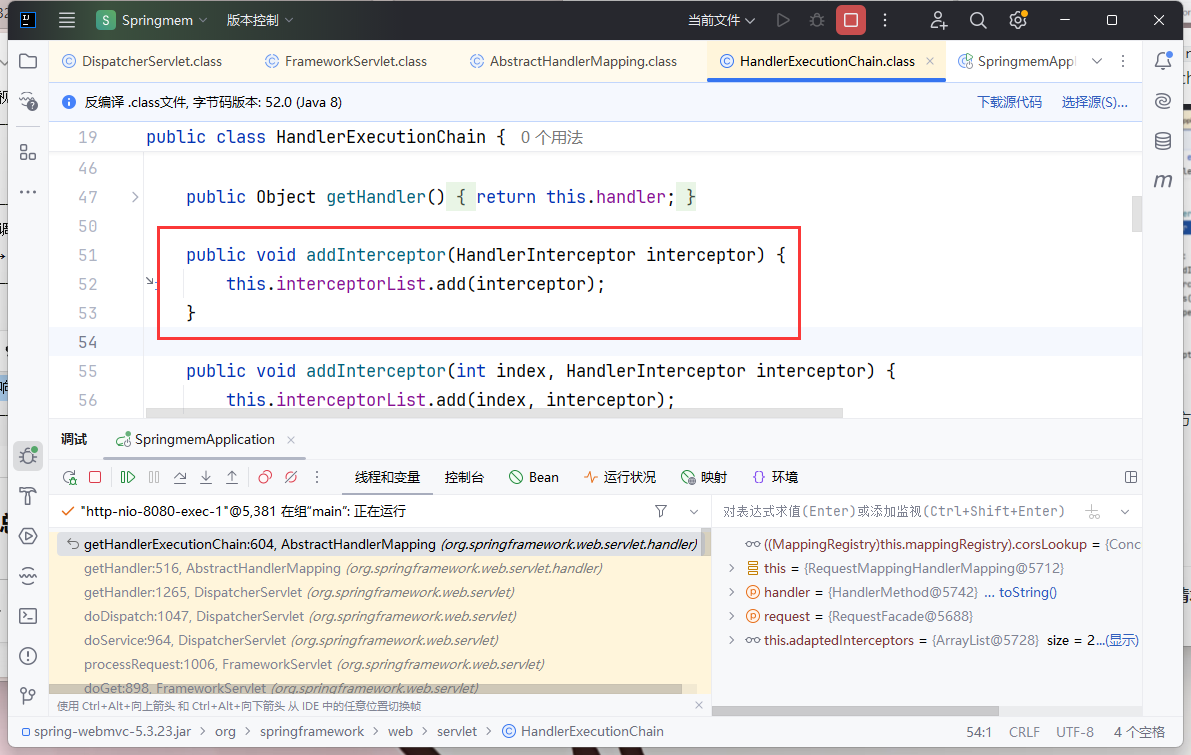 S Springmem 版本控制 当前文件
DispatcherServlet.class FrameworkServlet.class AbstractHandlerMapping.class HandlerExecutionChain.class SpringmemAppl
反编译 .class文件, 字节码版本: 52.0 (Java 8) 下载源代码 选择源(S)...
19 public class HandlerExecutionChain { 0 个用法
46
47 public Object getHandler() { return this.handler; }
50
51 public void addInterceptor(HandlerInterceptor interceptor) {
52 this.interceptorList.add(interceptor);
53 }
54
55 public void addInterceptor(int index, HandlerInterceptor interceptor) {
56 this.interceptorList.add(index, interceptor);
调试 SpringmemApplication
线程和变量 控制台 Bean 运行状况 映射 环境
"http-nio-8080-exec-1"@5,381 在组"main": 正在运行
对表达式求值(Enter)或添加监视(Ctrl+Shift+Enter)
getHandlerExecutionChain:604, AbstractHandlerMapping (org.springframework.web.servlet.handler)
getHandler:516, AbstractHandlerMapping (org.springframework.web.servlet.handler)
getHandler:1265, DispatcherServlet (org.springframework.web.servlet)
doDispatch:1047, DispatcherServlet (org.springframework.web.servlet)
doService:964, DispatcherServlet (org.springframework.web.servlet)
processRequest:1006, FrameworkServlet (org.springframework.web.servlet)
doGet:898, FrameworkServlet (org.springframework.web.servlet)
使用 Ctrl+Alt+向上箭头 和 Ctrl+Alt+向下箭头 从 IDE 中的任意位置切换帧
((MappingRegistry)this.mappingRegistry).corsLookup = {Conc
this = {RequestMappingHandlerMapping@5712}
handler = {HandlerMethod@5742} ... toString()
request = {RequestFacade@5688}
this.adaptedInterceptors = {ArrayList@5728} size = 2...(显示)
spring-webmvc-5.3.23.jar org springframework web servlet HandlerExecutionChain 54:1 CRLF UTF-8 4 个空格